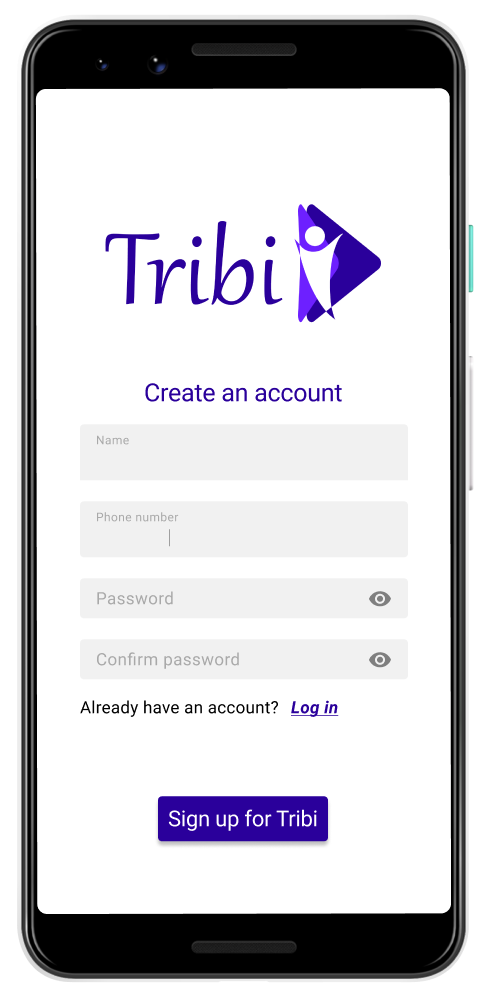 Tribi
Create an account
Name
Phone number
Password
Confirm password
Already have an account? Log in
Sign up for Tribi